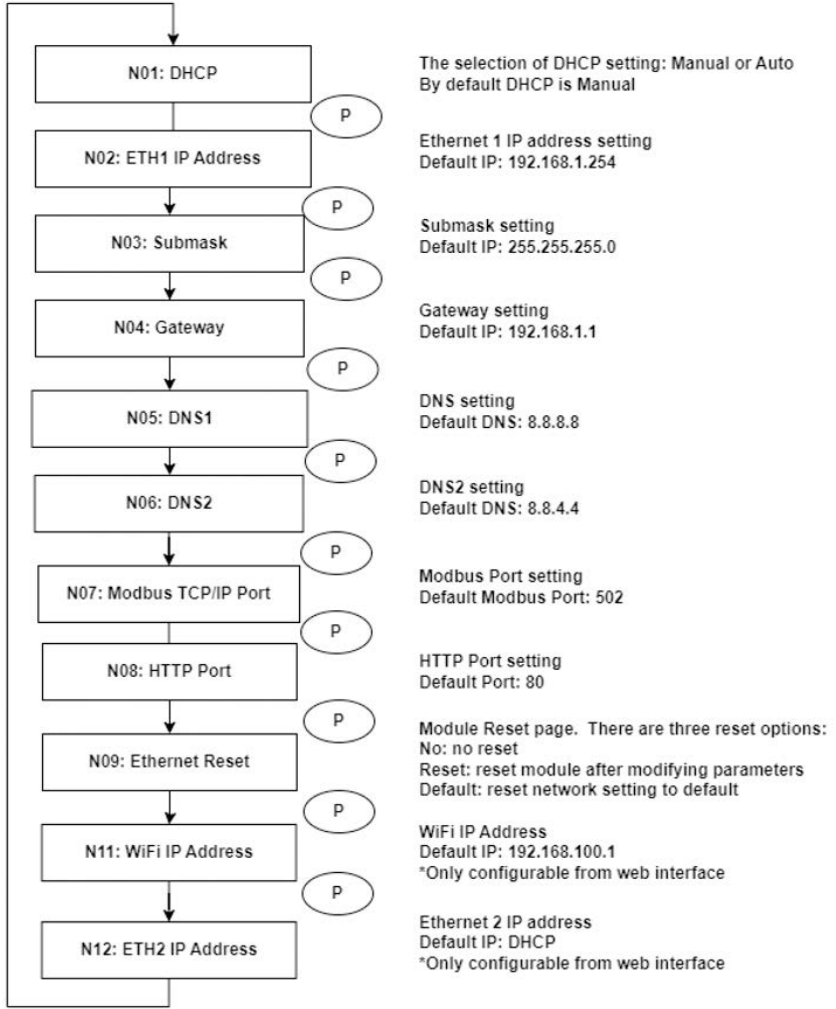 N01: DHCP
The selection of DHCP setting: Manual or Auto
By default DHCP is Manual
P
N02: ETH1 IP Address
Ethernet 1 IP address setting
Default IP: 192.168.1.254
P
N03: Submask
Submask setting
Default IP: 255.255.255.0
P
N04: Gateway
Gateway setting
Default IP: 192.168.1.1
P
N05: DNS1
DNS setting
Default DNS: 8.8.8.8
P
N06: DNS2
DNS2 setting
Default DNS: 8.8.4.4
P
N07: Modbus TCP/IP Port
Modbus Port setting
Default Modbus Port: 502
P
N08: HTTP Port
HTTP Port setting
Default Port: 80
P
N09: Ethernet Reset
Module Reset page. There are three reset options:
No: no reset
Reset: reset module after modifying parameters
Default: reset network setting to default
P
N11: WiFi IP Address
WiFi IP Address
Default IP: 192.168.100.1
*Only configurable from web interface
P
N12: ETH2 IP Address
Ethernet 2 IP address
Default IP: DHCP
*Only configurable from web interface